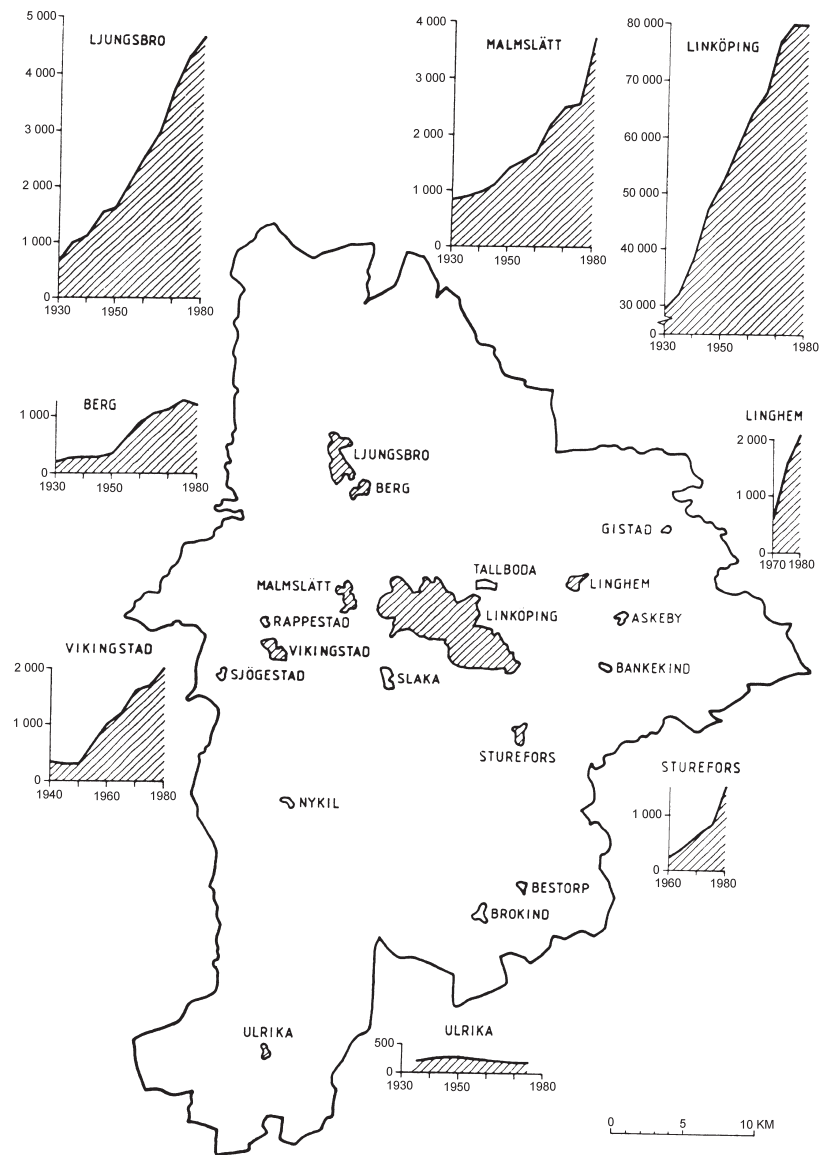 LJUNGSBRO
5 000
4 000
3 000
2 000
1 000
0
1930 1950 1980
MALMSLÄTT
4 000
3 000
2 000
1 000
0
1930 1950 1980
LINKÖPING
80 000
70 000
60 000
50 000
40 000
30 000
0
1930 1950 1980
BERG
1 000
0
1930 1950 1980
LINGHEM
2 000
1 000
0
1970 1980
LJUNGSBRO
BERG
GISTAD
TALLBODA
MALMSLÄTT
LINGHEM
LINKÖPING
RAPPESTAD
ASKEBY
VIKINGSTAD
SJÖGESTAD
SLAKA
BANKEKIND
VIKINGSTAD
2 000
1 000
0
1940 1960 1980
STUREFORS
STUREFORS
1 000
0
1960 1980
NYKIL
BESTORP
BROKIND
ULRIKA
ULRIKA
500
0
1930 1950 1980
0 5 10 KM